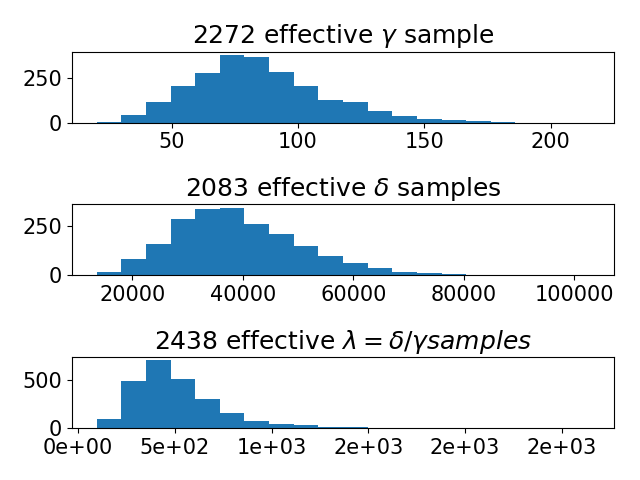 2272 effective γ sample
250
0
50 100 150 200
2083 effective δ samples
250
0
20000 40000 60000 80000 100000
2438 effective λ = δ/γsamples
500
0
0e+00 5e+02 1e+03 2e+03 2e+03 2e+03